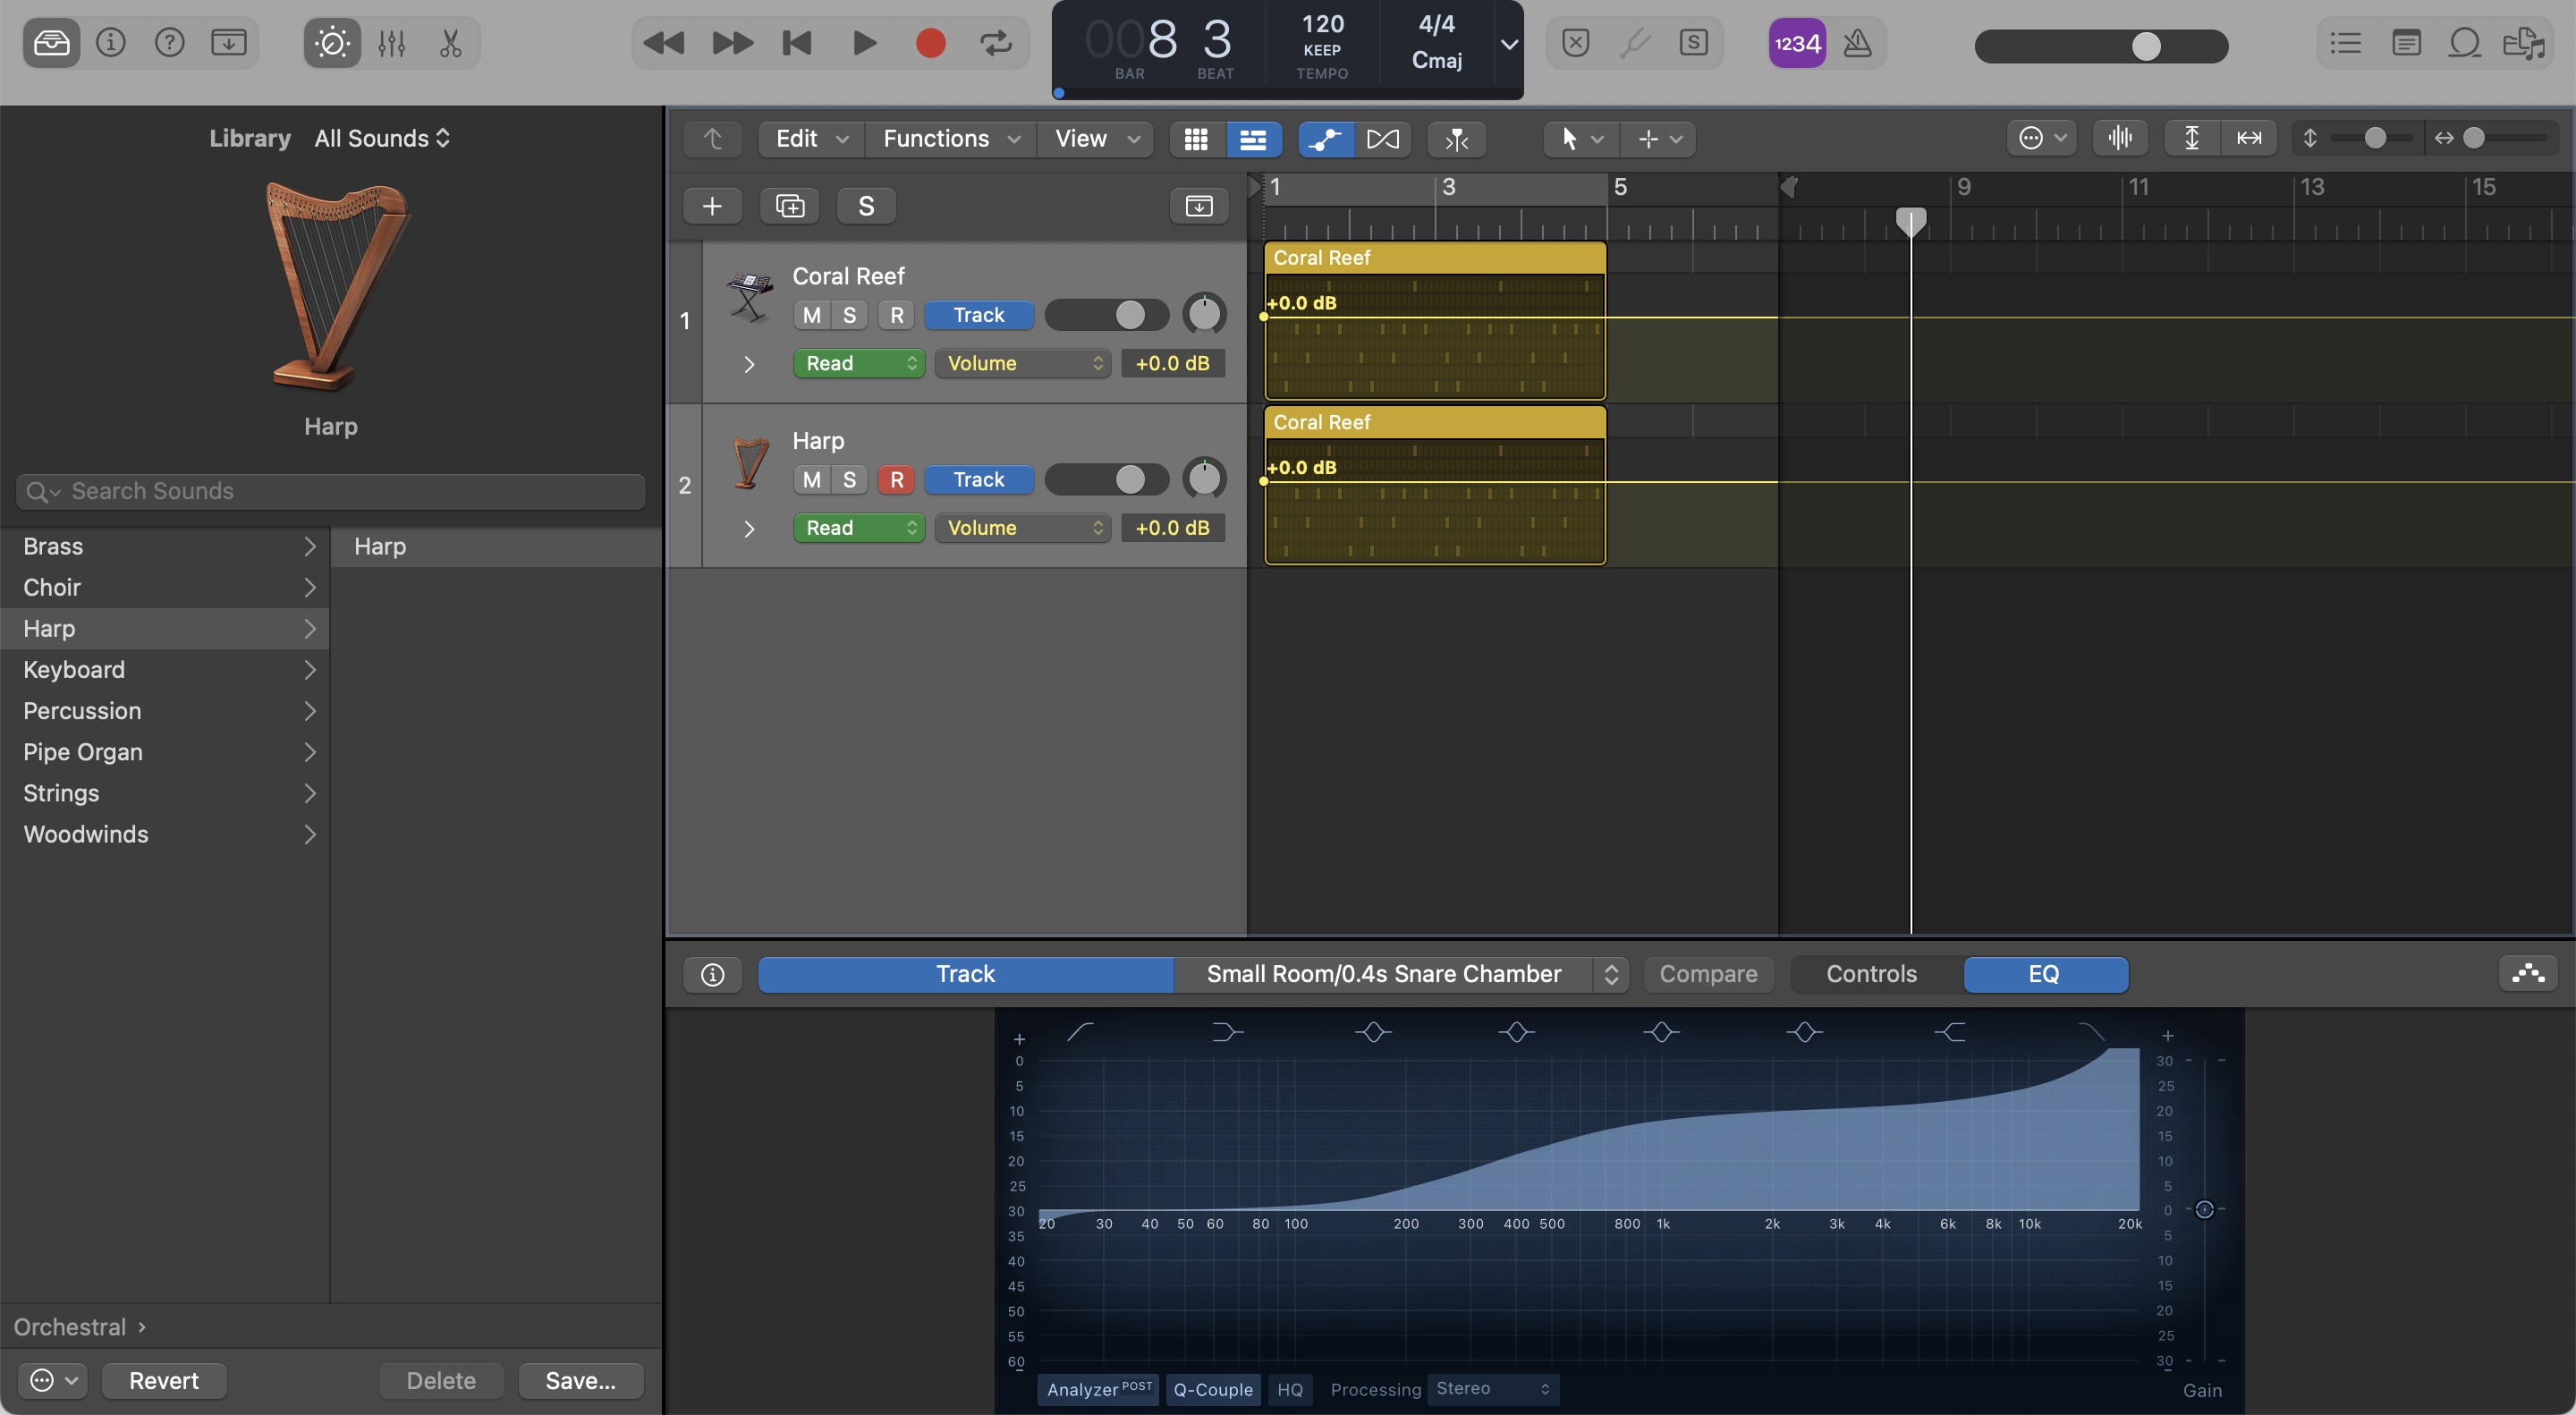 008 3 120 4/4
KEEP Cmaj
BAR BEAT TEMPO
S 1234
Library All Sounds
Harp
Search Sounds
Brass
Choir
Harp
Keyboard
Percussion
Pipe Organ
Strings
Woodwinds
Harp
Orchestral
Revert Delete Save...
Edit Functions View
S
1 3 5 9 11 13 15
1 Coral Reef
M S R Track
Read Volume +0.0 dB
Coral Reef
+0.0 dB
2 Harp
M S R Track
Read Volume +0.0 dB
Coral Reef
+0.0 dB
Track Small Room/0.4s Snare Chamber Compare Controls EQ
+ +
0 30
5 25
10 20
15 15
20 10
25 5
30 0
20 30 40 50 60 80 100 200 300 400 500 800 1k 2k 3k 4k 6k 8k 10k 20k
35 5
40 10
45 15
50 20
55 25
60 30
Analyzer POST Q-Couple HQ Processing Stereo Gain